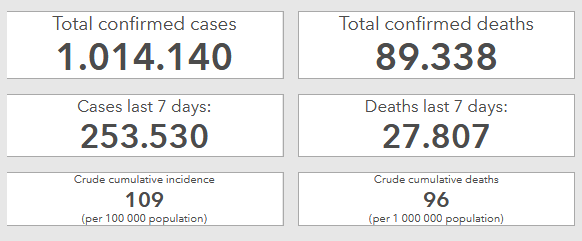 Total confirmed cases
1.014.140
Total confirmed deaths
89.338
Cases last 7 days:
253.530
Deaths last 7 days:
27.807
Crude cumulative incidence
109
(per 100 000 population)
Crude cumulative deaths
96
(per 1 000 000 population)